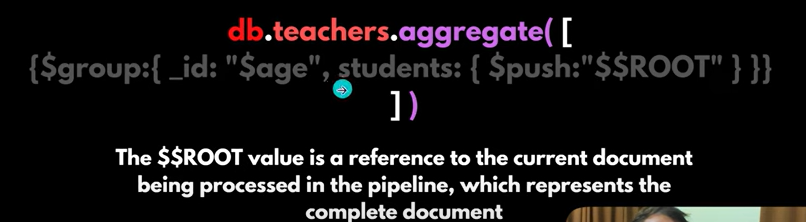 db.teachers.aggregate( [
{$group:{ _id: "$age", students: { $push:"$$ROOT" } }}
] )
The $$ROOT value is a reference to the current document
being processed in the pipeline, which represents the
complete document